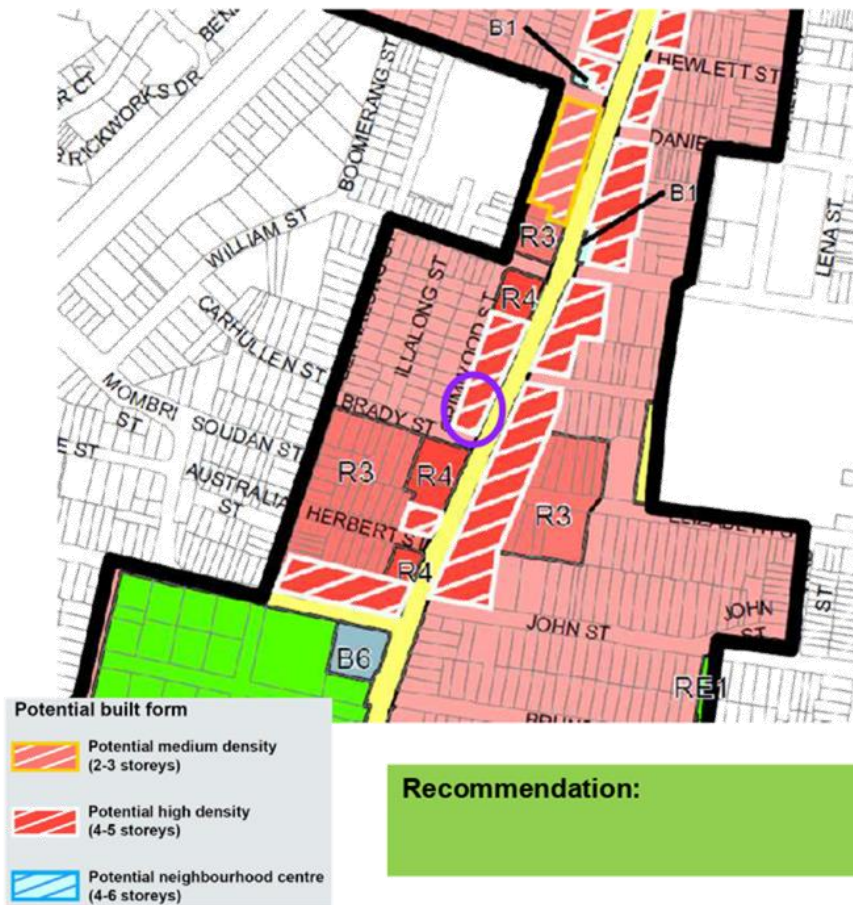 B1
HEWLETT ST
BOOMERANG ST
DANIE
B1
LENA ST
R3
WILLIAM ST
ILLALONG ST
R4
CARHULLEN ST
MOMBRI
ST
SOUDAN ST
BRADY ST
AUSTRALIA
ST
R3
R4
R3
HERBERT ST
R4
JOHN ST
JOHN
ST
ST
B6
RE1
Potential built form
Potential medium density
(2-3 storeys)
Potential high density
(4-5 storeys)
Potential neighbourhood centre
(4-6 storeys)
Recommendation: